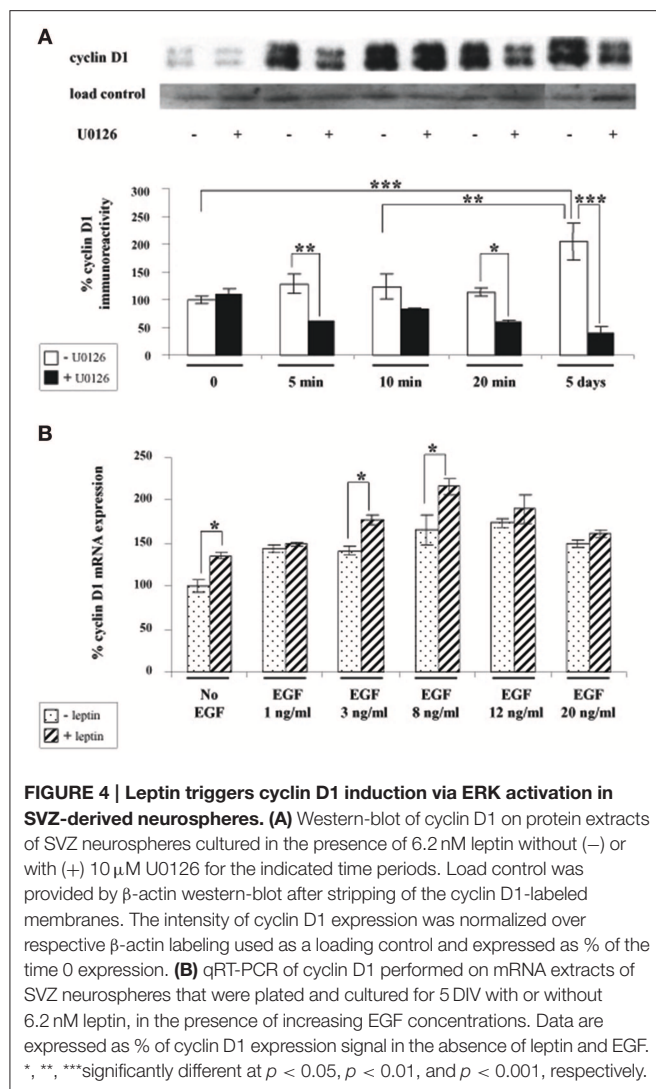 A
cyclin D1
load control
U0126 - + - + - + - + - +
*** ** *** ** *
% cyclin D1 immunoreactivity
300
250
200
150
100
50
0
- U0126
+ U0126
0 5 min 10 min 20 min 5 days
B
% cyclin D1 mRNA expression
250
200
150
100
50
0
* * *
- leptin
+ leptin
No EGF EGF EGF EGF EGF
EGF 1 ng/ml 3 ng/ml 8 ng/ml 12 ng/ml 20 ng/ml
FIGURE 4 | Leptin triggers cyclin D1 induction via ERK activation in
SVZ-derived neurospheres. (A) Western-blot of cyclin D1 on protein extracts
of SVZ neurospheres cultured in the presence of 6.2 nM leptin without (−) or
with (+) 10 μM U0126 for the indicated time periods. Load control was
provided by β-actin western-blot after stripping of the cyclin D1-labeled
membranes. The intensity of cyclin D1 expression was normalized over
respective β-actin labeling used as a loading control and expressed as % of the
time 0 expression. (B) qRT-PCR of cyclin D1 performed on mRNA extracts of
SVZ neurospheres that were plated and cultured for 5 DIV with or without
6.2 nM leptin, in the presence of increasing EGF concentrations. Data are
expressed as % of cyclin D1 expression signal in the absence of leptin and EGF.
*, **, ***significantly different at p < 0.05, p < 0.01, and p < 0.001, respectively.